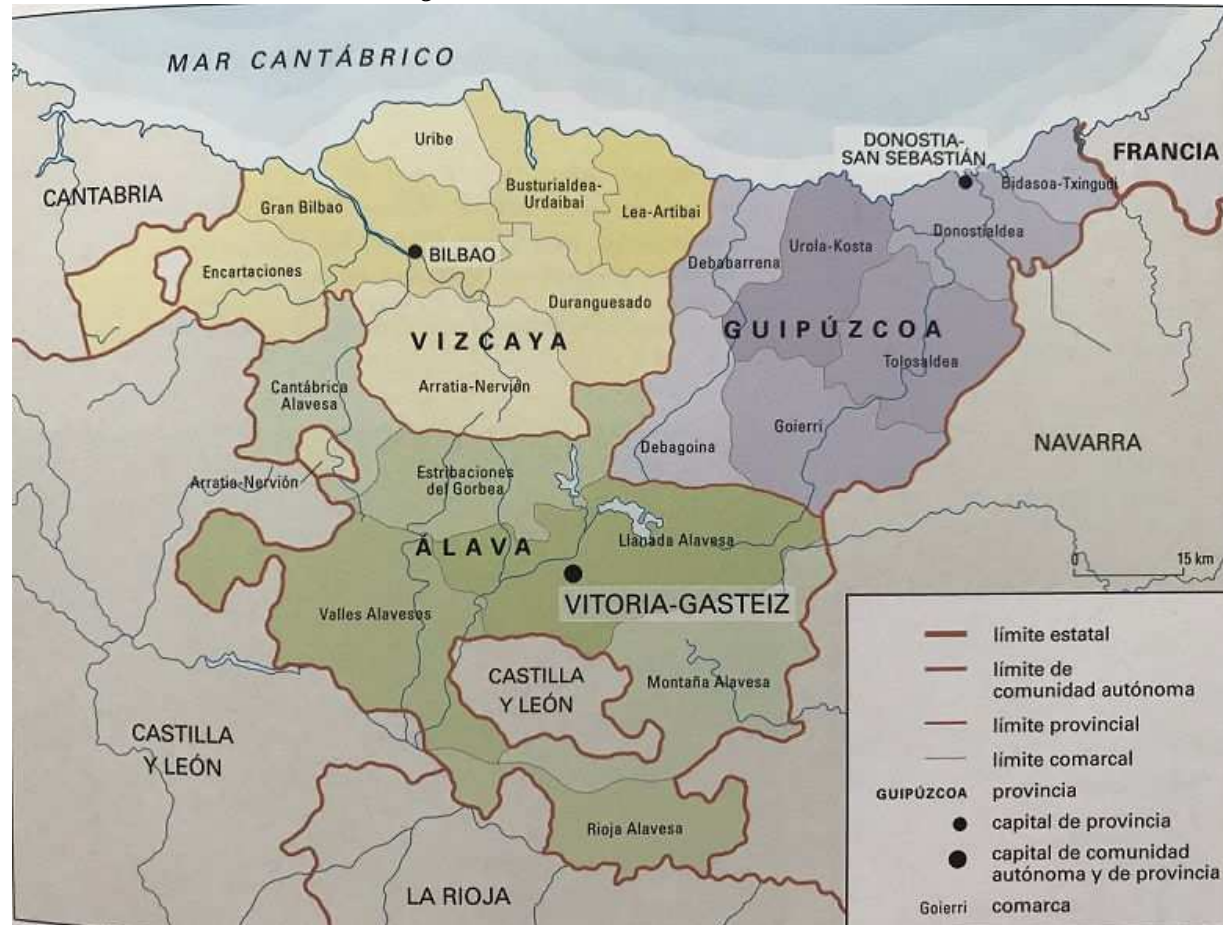 MAR CANTÁBRICO
Uribe
DONOSTIA-
SAN SEBASTIÁN
FRANCIA
CANTABRIA
Gran Bilbao
Busturialdea-
Urdaibai
Lea-Artibai
Bidasoa-Txingudi
Donostialdea
Urola-Kosta
BILBAO
Debabarrena
Encartaciones
Duranguesado
VIZCAYA
GUIPÚZCOA
Tolosaldea
Cantábrica
Alavesa
Arratia-Nervión
Goierri
Debagoina
NAVARRA
Arratia-Nervión
Estribaciones
del Gorbea
ÁLAVA
Llanada Alavesa
0 15 km
VITORIA-GASTEIZ
Valles Alaveses
CASTILLA
Y LEÓN
Montaña Alavesa
CASTILLA
Y LEÓN
Rioja Alavesa
LA RIOJA
límite estatal
límite de
comunidad autónoma
límite provincial
límite comarcal
GUIPÚZCOA provincia
capital de provincia
capital de comunidad
autónoma y de provincia
Goierri comarca